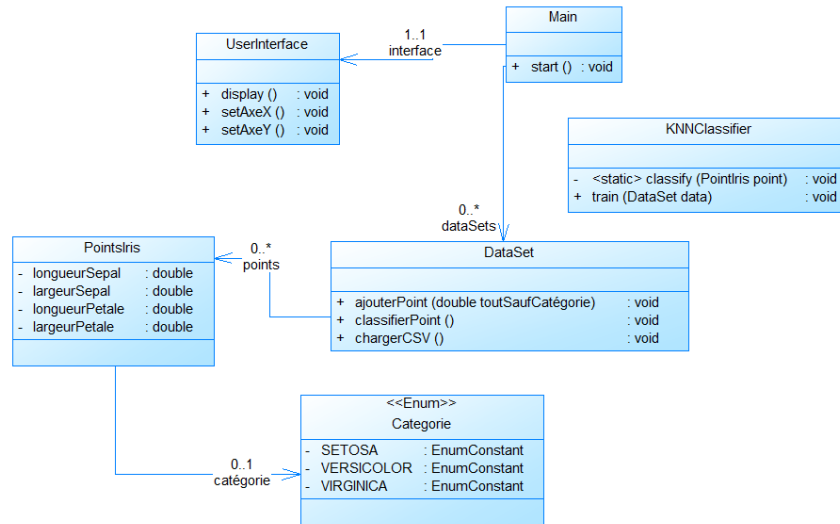 Main
+ start () : void
UserInterface
+ display () : void
+ setAxeX () : void
+ setAxeY () : void
1..1
interface
KNNClassifier
- <static> classify (PointIris point) : void
+ train (DataSet data) : void
0..*
dataSets
PointsIris
- longueurSepal : double
- largeurSepal : double
- longueurPetale : double
- largeurPetale : double
0..*
points
DataSet
+ ajouterPoint (double toutSaufCatégorie) : void
+ classifierPoint () : void
+ chargerCSV () : void
<<Enum>>
Categorie
- SETOSA : EnumConstant
- VERSICOLOR : EnumConstant
- VIRGINICA : EnumConstant
0..1
catégorie